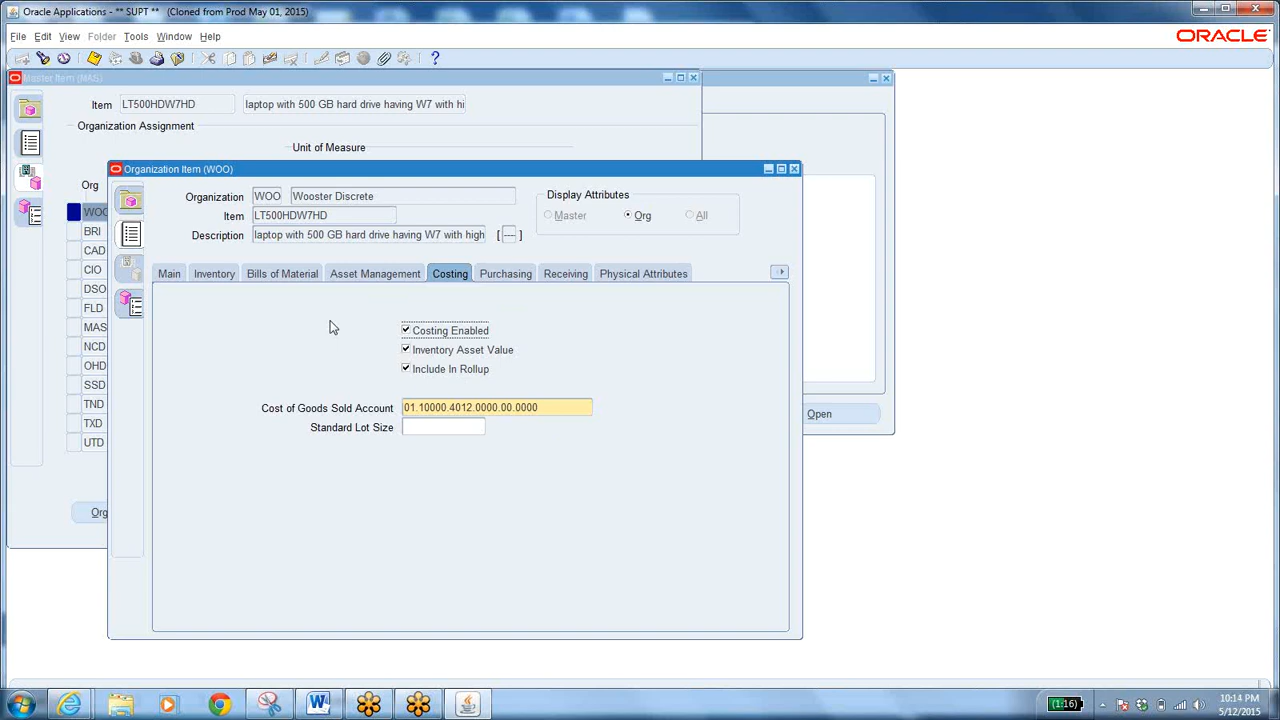 Oracle Applications - ** SUPT ** (Cloned from Prod May 01, 2015)
File Edit View Folder Tools Window Help
ORACLE
Master Item (MAS)
Item LT500HDW7HD laptop with 500 GB hard drive having W7 with hi
Organization Assignment
Unit of Measure
Org
WOO
BRI
CAD
CIO
DSO
FLD
MAS
NCD
OHD
SSD
TND
TXD
UTD
Org
Open
Organization Item (WOO)
Organization WOO Wooster Discrete
Item LT500HDW7HD
Description laptop with 500 GB hard drive having W7 with high
Display Attributes
Master Org All
Main Inventory Bills of Material Asset Management Costing Purchasing Receiving Physical Attributes
Costing Enabled
Inventory Asset Value
Include In Rollup
Cost of Goods Sold Account 01.10000.4012.0000.00.0000
Standard Lot Size
(1:16)
10:14 PM
5/12/2015